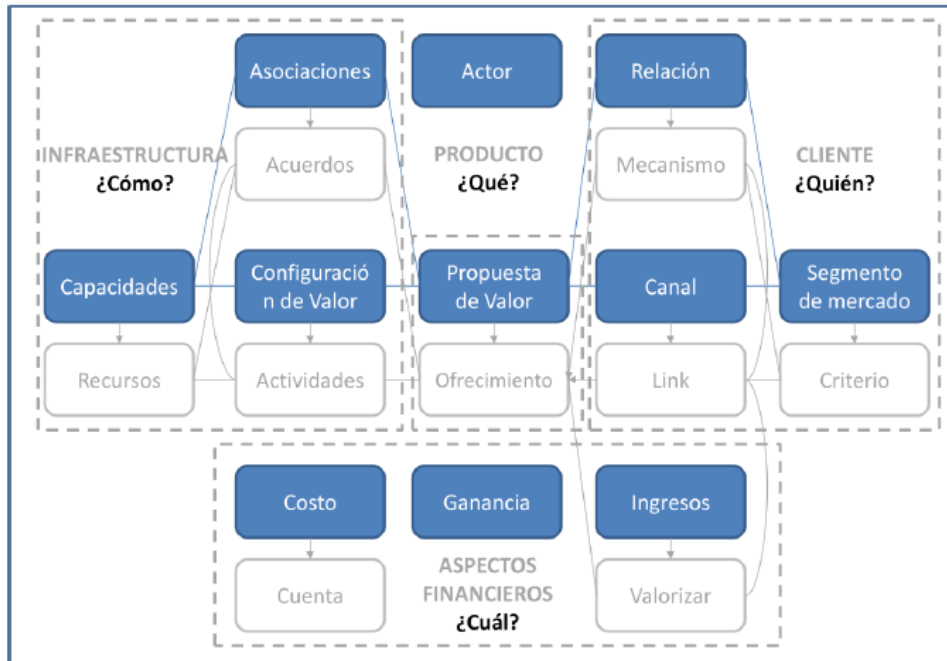 Asociaciones
Actor
Relación
INFRAESTRUCTURA
¿Cómo?
Acuerdos
PRODUCTO
¿Qué?
Mecanismo
CLIENTE
¿Quién?
Capacidades
Configuració
n de Valor
Propuesta
de Valor
Canal
Segmento
de mercado
Recursos
Actividades
Ofrecimiento
Link
Criterio
Costo
Ganancia
Ingresos
Cuenta
ASPECTOS
FINANCIEROS
¿Cuál?
Valorizar